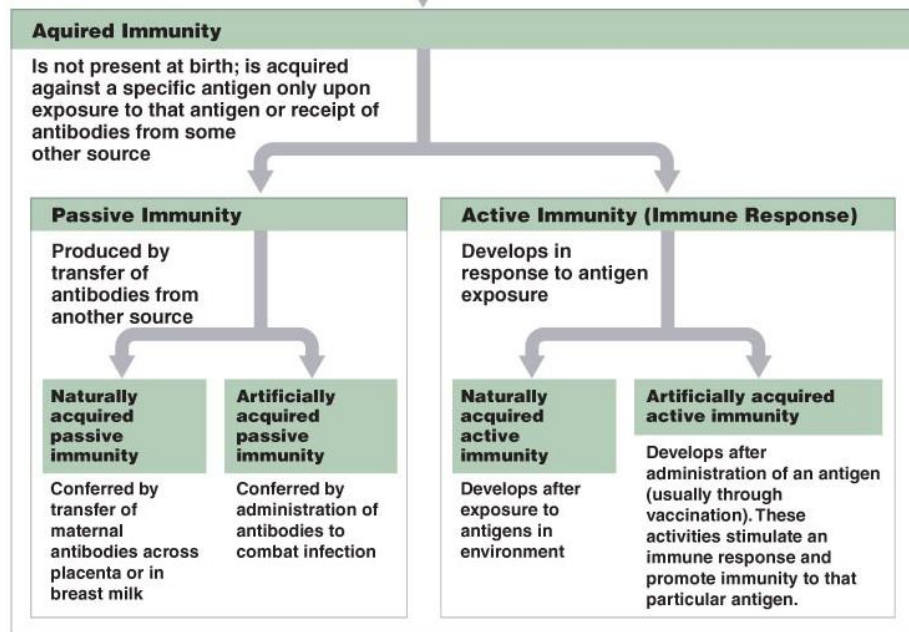 Aquired Immunity
Is not present at birth; is acquired
against a specific antigen only upon
exposure to that antigen or receipt of
antibodies from some
other source
Passive Immunity
Produced by
transfer of
antibodies from
another source
Naturally
acquired
passive
immunity
Conferred by
transfer of
maternal
antibodies across
placenta or in
breast milk
Artificially
acquired
passive
immunity
Conferred by
administration of
antibodies to
combat infection
Active Immunity (Immune Response)
Develops in
response to antigen
exposure
Naturally
acquired
active
immunity
Develops after
exposure to
antigens in
environment
Artificially acquired
active immunity
Develops after
administration of an antigen
(usually through
vaccination). These
activities stimulate an
immune response and
promote immunity to that
particular antigen.